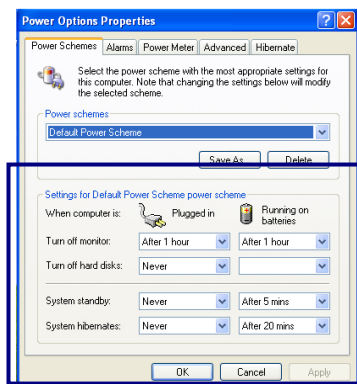 Power Options Properties
Power Schemes Alarms Power Meter Advanced Hibernate
Select the power scheme with the most appropriate settings for
this computer. Note that changing the settings below will modify
the selected scheme.
Power schemes
Default Power Scheme
Save As... Delete
Settings for Default Power Scheme power scheme
When computer is: Plugged in Running on
batteries
Turn off monitor: After 1 hour After 1 hour
Turn off hard disks: Never
System standby: Never After 5 mins
System hibernates: Never After 20 mins
OK Cancel Apply